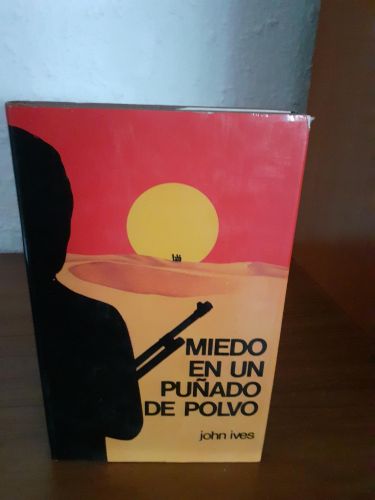 MIEDO
EN UN
PUÑADO
DE POLVO
john ives